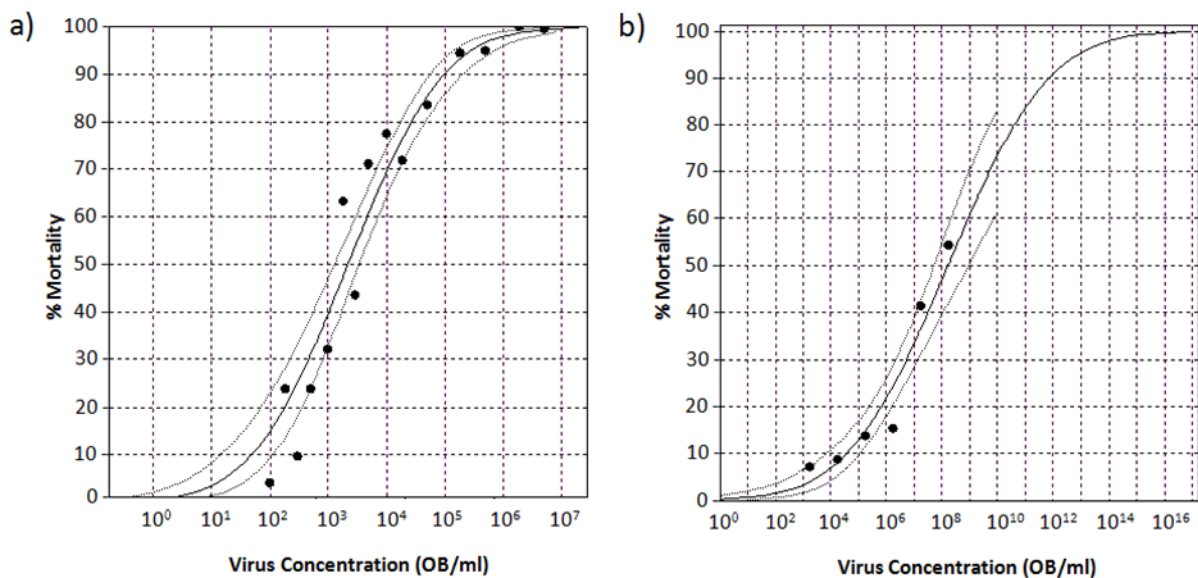 a)
% Mortality
100
90
80
70
60
50
40
30
20
10
0
10⁰ 10¹ 10² 10³ 10⁴ 10⁵ 10⁶ 10⁷
Virus Concentration (OB/ml)
b)
% Mortality
100
90
80
70
60
50
40
30
20
10
0
10⁰ 10² 10⁴ 10⁶ 10⁸ 10¹⁰ 10¹² 10¹⁴ 10¹⁶
Virus Concentration (OB/ml)